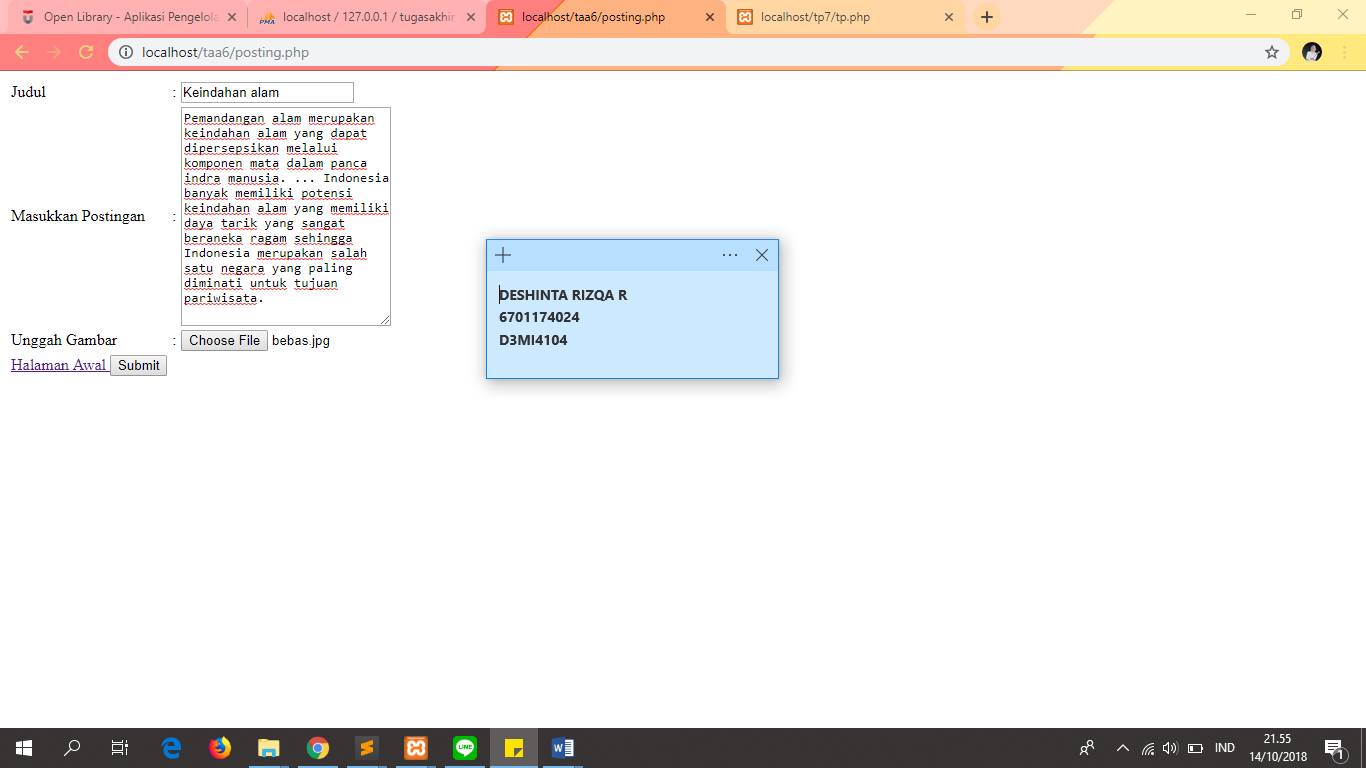 Open Library - Aplikasi Pengelola
localhost / 127.0.0.1 / tugasakhir
localhost/taa6/posting.php
localhost/tp7/tp.php
localhost/taa6/posting.php
Judul : Keindahan alam
Pemandangan alam merupakan
keindahan alam yang dapat
dipersepsikan melalui
komponen mata dalam panca
indra manusia. ... Indonesia
banyak memiliki potensi
keindahan alam yang memiliki
daya tarik yang sangat
beraneka ragam sehingga
Indonesia merupakan salah
satu negara yang paling
diminati untuk tujuan
pariwisata.
Masukkan Postingan :
Unggah Gambar : Choose File bebas.jpg
Halaman Awal Submit
DESHINTA RIZQA R
6701174024
D3MI4104
PMA
LINE
IND
21.55
14/10/2018
1